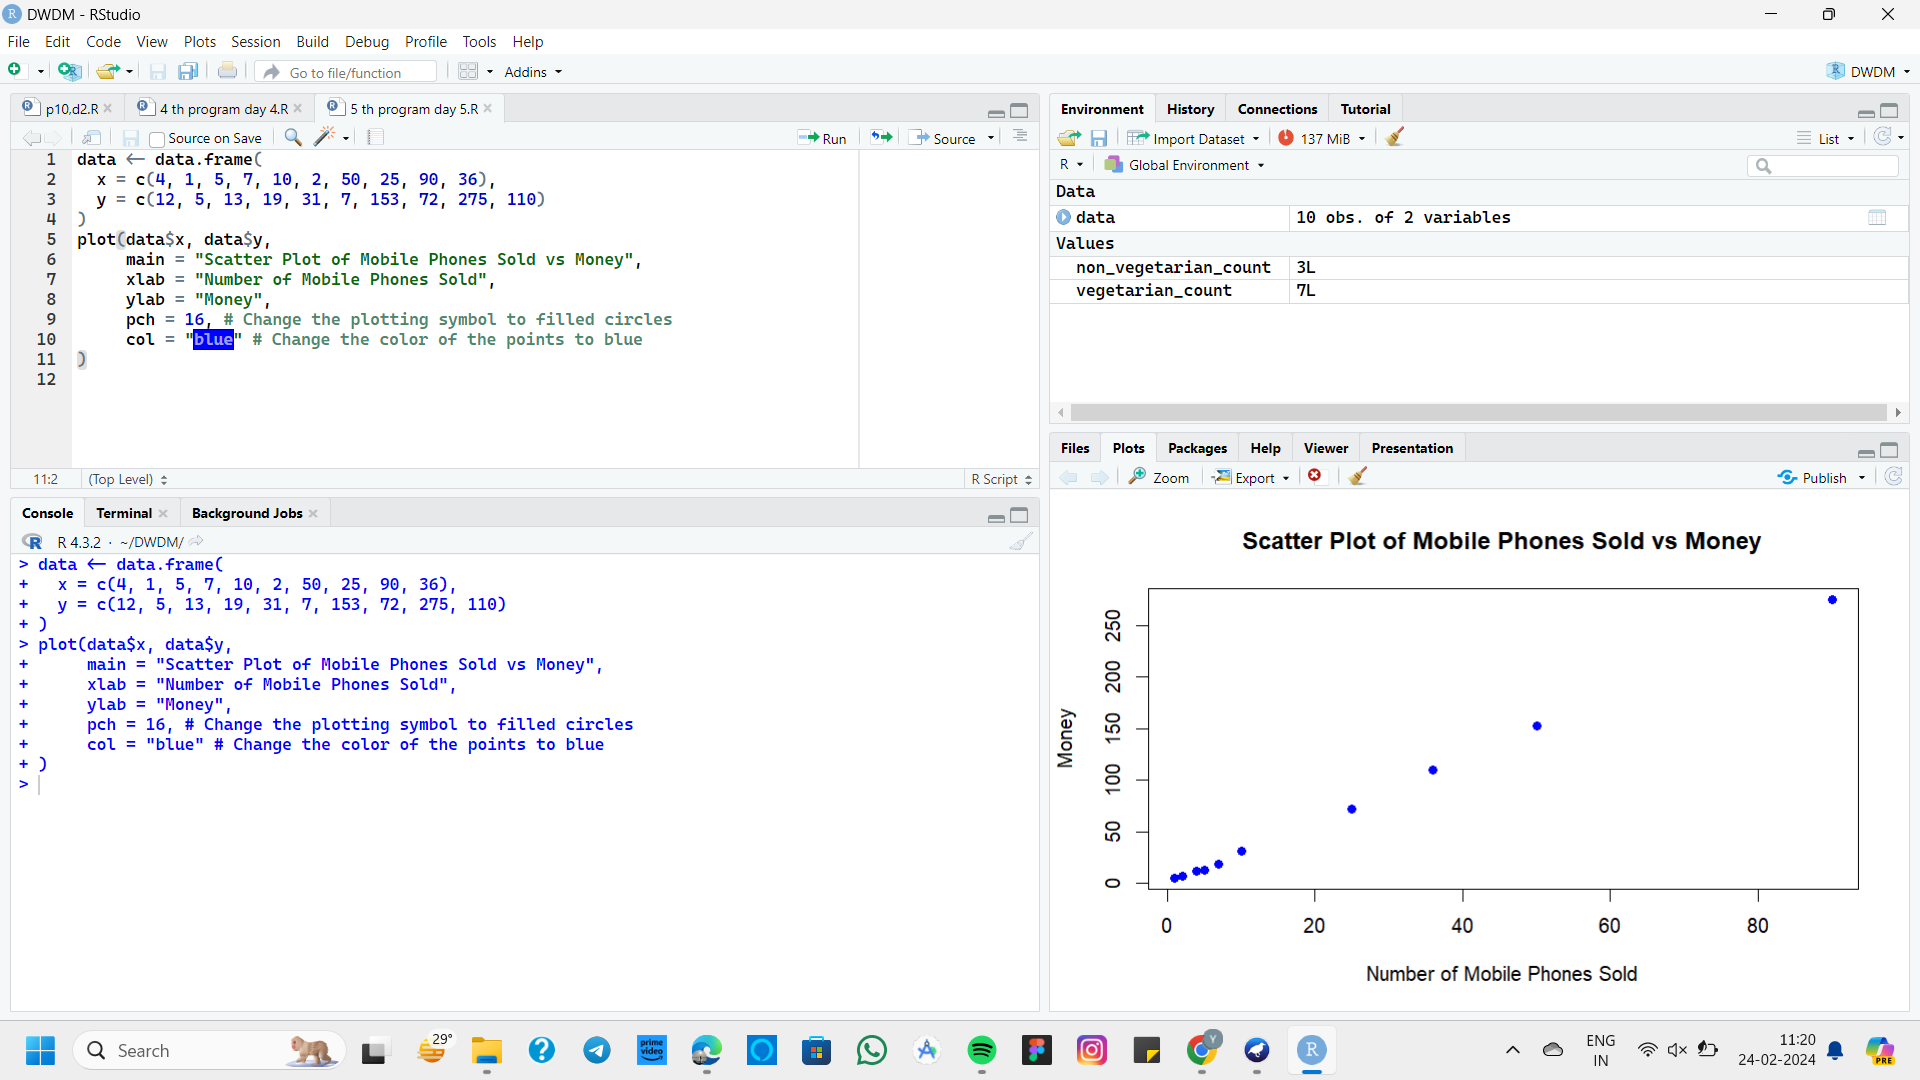 DWDM - RStudio
File Edit Code View Plots Session Build Debug Profile Tools Help
Go to file/function Addins DWDM
p10,d2.R 4 th program day 4.R 5 th program day 5.R
Source on Save Run Source
1 data <- data.frame(
2 x = c(4, 1, 5, 7, 10, 2, 50, 25, 90, 36),
3 y = c(12, 5, 13, 19, 31, 7, 153, 72, 275, 110)
4 )
5 plot(data$x, data$y,
6 main = "Scatter Plot of Mobile Phones Sold vs Money",
7 xlab = "Number of Mobile Phones Sold",
8 ylab = "Money",
9 pch = 16, # Change the plotting symbol to filled circles
10 col = "blue" # Change the color of the points to blue
11 )
12
11:2 (Top Level) R Script
Console Terminal Background Jobs
R 4.3.2 · ~/DWDM/
> data <- data.frame(
+ x = c(4, 1, 5, 7, 10, 2, 50, 25, 90, 36),
+ y = c(12, 5, 13, 19, 31, 7, 153, 72, 275, 110)
+ )
> plot(data$x, data$y,
+ main = "Scatter Plot of Mobile Phones Sold vs Money",
+ xlab = "Number of Mobile Phones Sold",
+ ylab = "Money",
+ pch = 16, # Change the plotting symbol to filled circles
+ col = "blue" # Change the color of the points to blue
+ )
>
Environment History Connections Tutorial
Import Dataset 137 MiB List
R Global Environment
Data
data 10 obs. of 2 variables
Values
non_vegetarian_count 3L
vegetarian_count 7L
Files Plots Packages Help Viewer Presentation
Zoom Export Publish
Scatter Plot of Mobile Phones Sold vs Money
Money
250
200
150
100
50
0
0 20 40 60 80
Number of Mobile Phones Sold
Search 29° prime video Y R ENG IN 11:20 24-02-2024 PRE